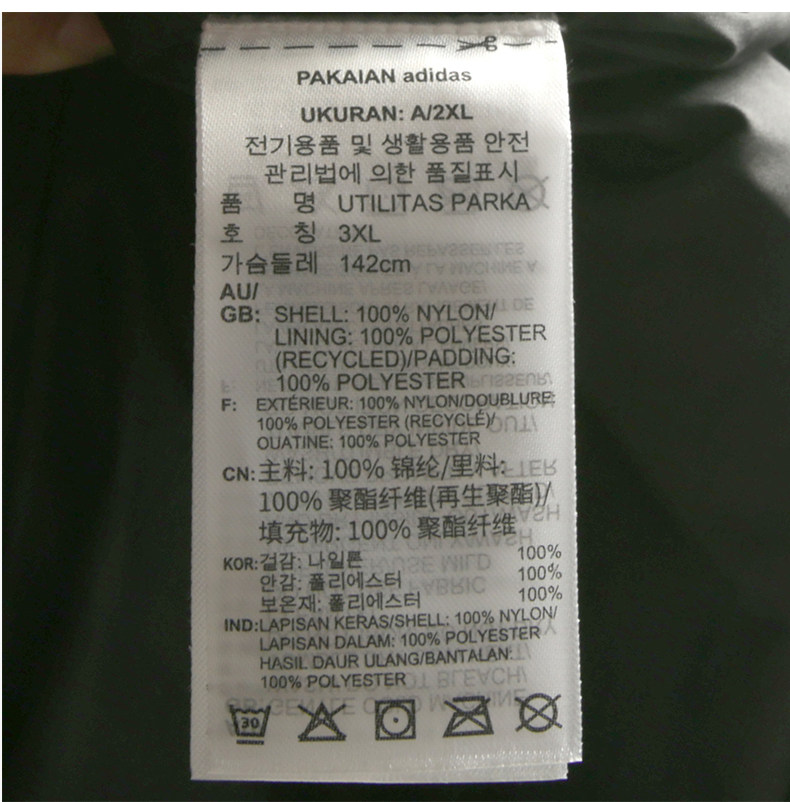 PAKAIAN adidas
UKURAN: A/2XL
전기용품 및 생활용품 안전
관리법에 의한 품질표시
품 명 UTILITAS PARKA
호 칭 3XL
가슴둘레 142cm
AU/
GB: SHELL: 100% NYLON/
LINING: 100% POLYESTER
(RECYCLED)/PADDING:
100% POLYESTER
F: EXTÉRIEUR: 100% NYLON/DOUBLURE:
100% POLYESTER (RECYCLÉ)/
OUATINE: 100% POLYESTER
CN: 主料: 100% 锦纶/里料:
100% 聚酯纤维(再生聚酯)/
填充物: 100% 聚酯纤维
KOR: 걸감: 나일론 100%
안감: 폴리에스터 100%
보온재: 폴리에스터 100%
IND: LAPISAN KERAS/SHELL: 100% NYLON/
LAPISAN DALAM: 100% POLYESTER
HASIL DAUR ULANG/BANTALAN:
100% POLYESTER
30